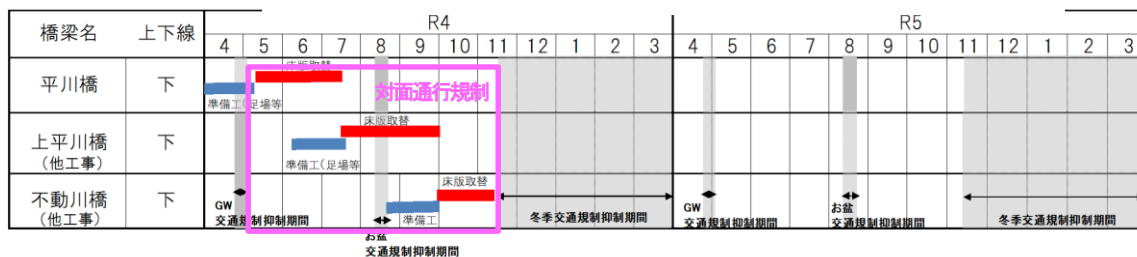 橋梁名 上下線 R4 R5
4 5 6 7 8 9 10 11 12 1 2 3 4 5 6 7 8 9 10 11 12 1 2 3
平川橋 下
床版取替
対面通行規制
準備工(足場等
上平川橋
(他工事)
下
床版取替
準備工(足場等
不動川橋
(他工事)
下
床版取替
準備工
GW
交通規制抑制期間
お盆
交通規制抑制期間
冬季交通規制抑制期間
GW
交通規制抑制期間
お盆
交通規制抑制期間
冬季交通規制抑制期間